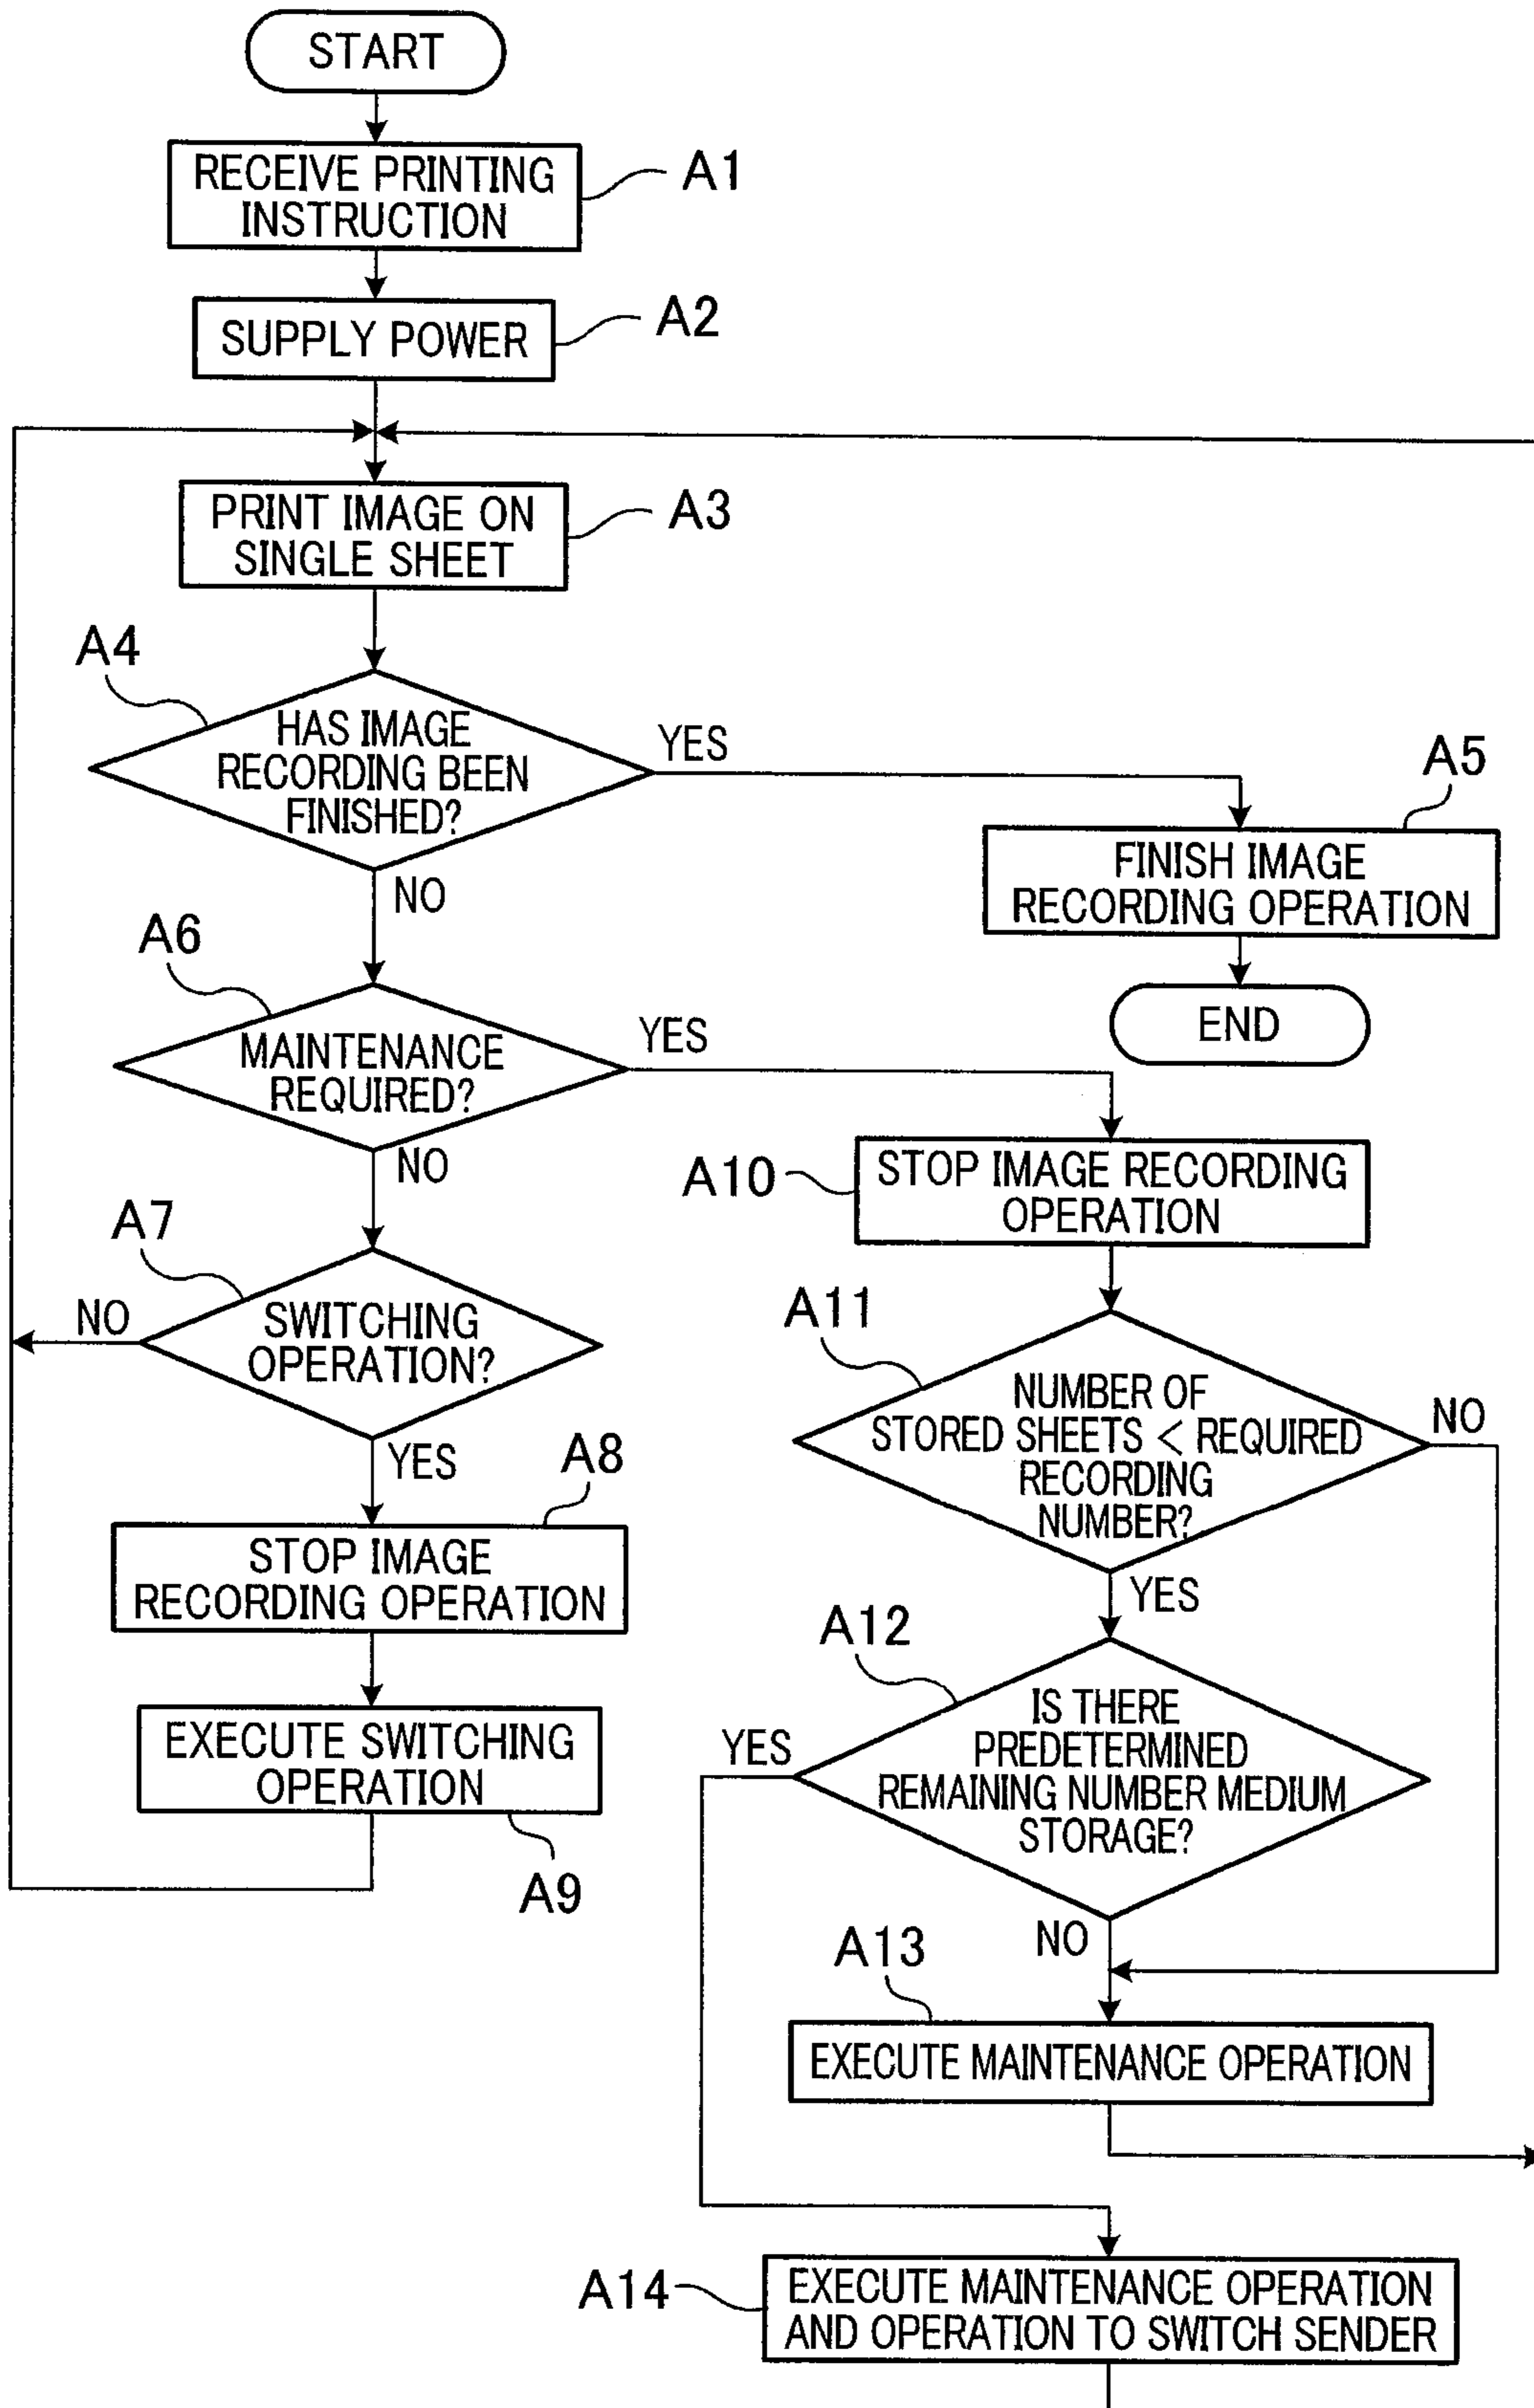 START
RECEIVE PRINTING
INSTRUCTION
A1
SUPPLY POWER
A2
PRINT IMAGE ON
SINGLE SHEET
A3
A4
HAS IMAGE
RECORDING BEEN
FINISHED?
YES
NO
A5
FINISH IMAGE
RECORDING OPERATION
END
A6
MAINTENANCE
REQUIRED?
YES
NO
A7
SWITCHING
OPERATION?
NO
YES
A8
STOP IMAGE
RECORDING OPERATION
EXECUTE SWITCHING
OPERATION
A9
A10
STOP IMAGE RECORDING
OPERATION
A11
NUMBER OF
STORED SHEETS < REQUIRED
RECORDING
NUMBER?
NO
YES
A12
IS THERE
PREDETERMINED
REMAINING NUMBER MEDIUM
STORAGE?
YES
NO
A13
EXECUTE MAINTENANCE OPERATION
A14
EXECUTE MAINTENANCE OPERATION
AND OPERATION TO SWITCH SENDER